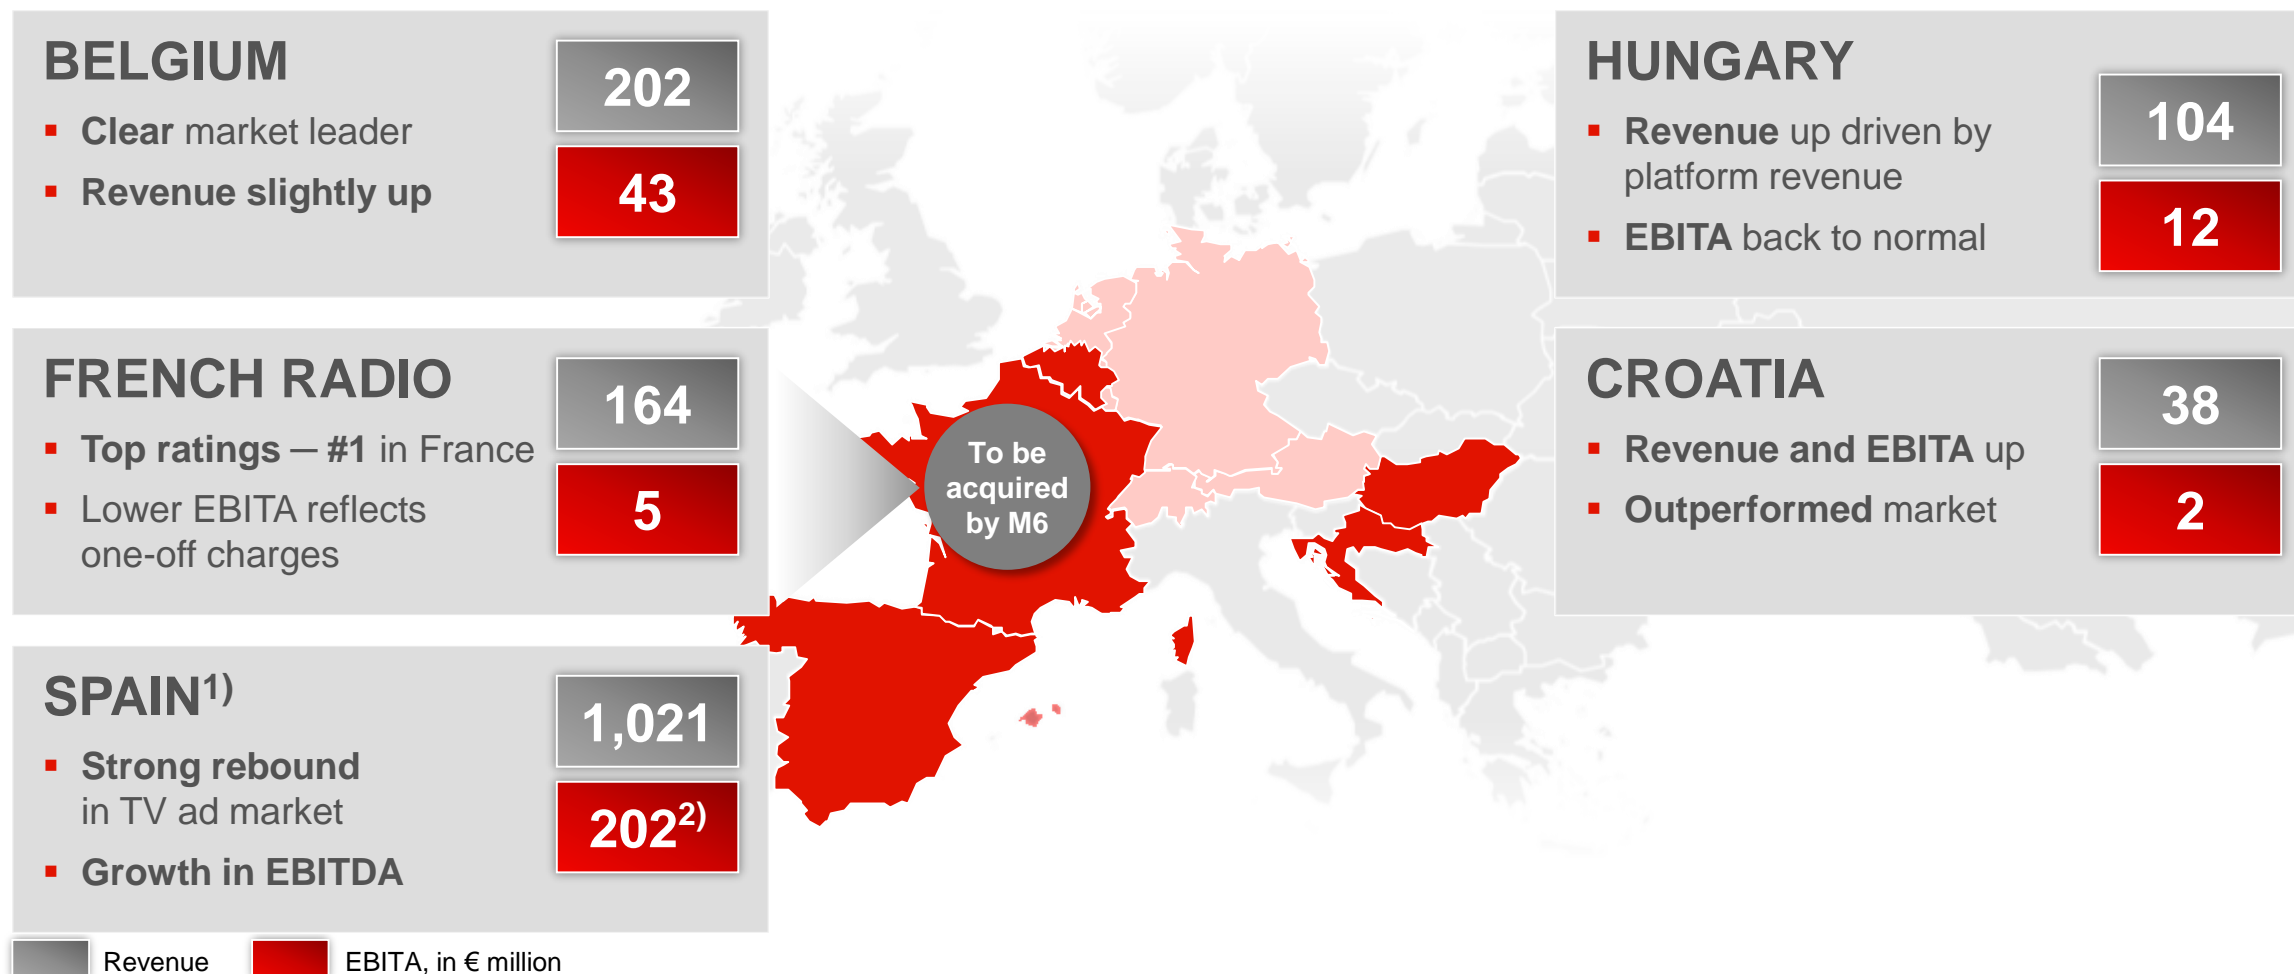 BELGIUM
202
▪ Clear market leader
43
▪ Revenue slightly up
FRENCH RADIO
164
▪ Top ratings — #1 in France
5
▪ Lower EBITA reflects
one-off charges
SPAIN1)
1,021
▪ Strong rebound
in TV ad market
2022)
▪ Growth in EBITDA
To be
acquired
by M6
HUNGARY
104
▪ Revenue up driven by
platform revenue
12
▪ EBITA back to normal
CROATIA
38
▪ Revenue and EBITA up
2
▪ Outperformed market
Revenue
EBITA, in € million